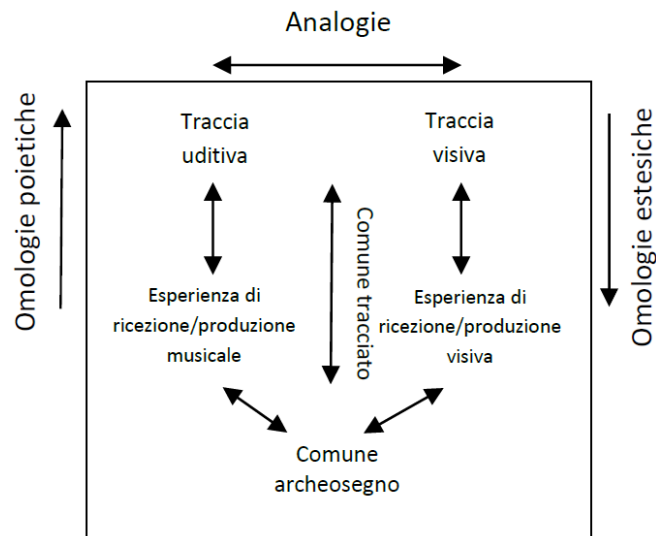 Analogie
Omologie poietiche
Traccia
uditiva
Traccia
visiva
Omologie estesiche
Comune tracciato
Esperienza di
ricezione/produzione
musicale
Esperienza di
ricezione/produzione
visiva
Comune
archeosegno